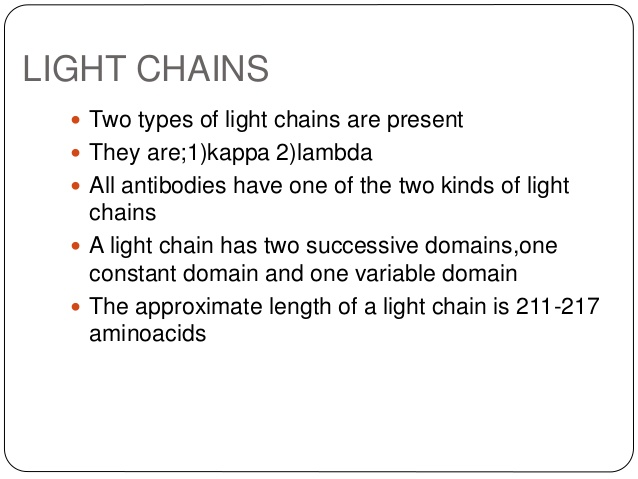 LIGHT CHAINS
Two types of light chains are present
They are;1)kappa 2)lambda
All antibodies have one of the two kinds of light
chains
A light chain has two successive domains,one
constant domain and one variable domain
The approximate length of a light chain is 211-217
aminoacids